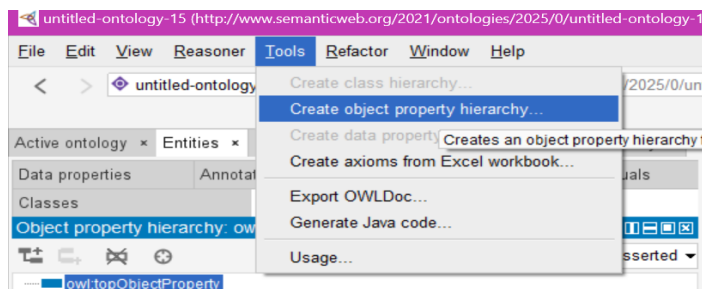 untitled-ontology-15 (http://www.semanticweb.org/2021/ontologies/2025/0/untitled-ontology-1
File Edit View Reasoner Tools Refactor Window Help
untitled-ontology
/2025/0/un
Create class hierarchy...
Create object property hierarchy...
Create data property
Creates an object property hierarchy
Create axioms from Excel workbook...
Export OWLDoc...
Generate Java code...
Usage...
Active ontology × Entities ×
Data properties Annotat
uals
Classes
Object property hierarchy: ow
sserted
owl:topObjectProperty